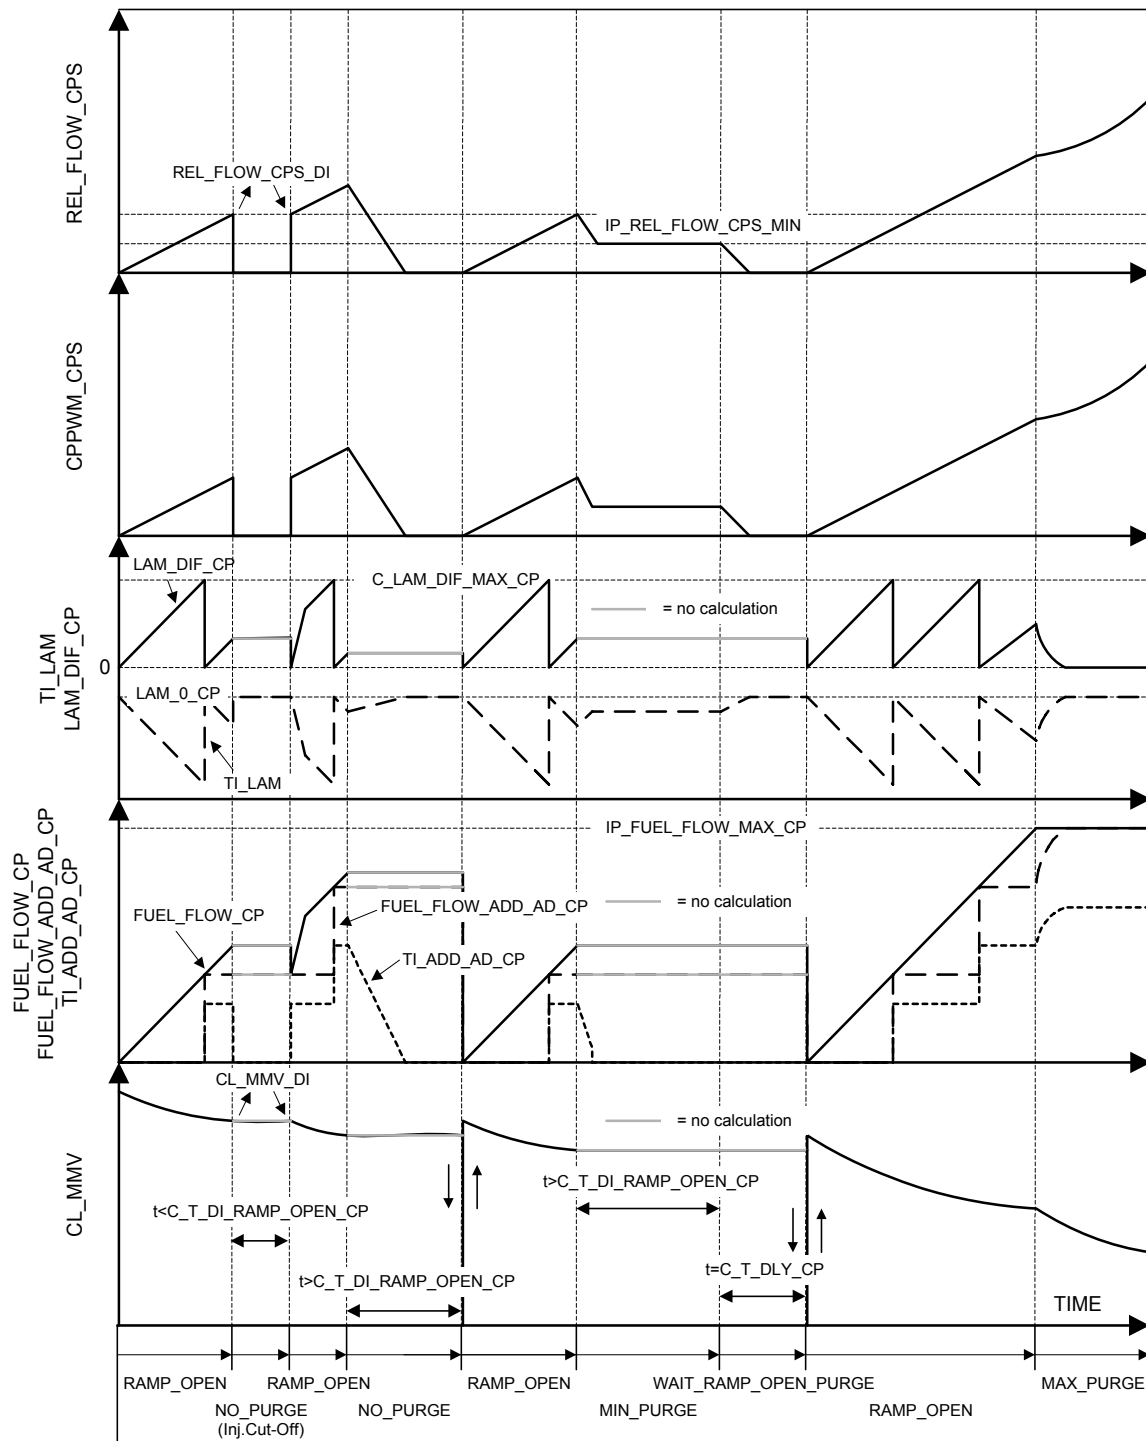 REL_FLOW_CPS
REL_FLOW_CPS_DI
IP_REL_FLOW_CPS_MIN
CPPWM_CPS
TI_LAM
LAM_DIF_CP
LAM_DIF_CP
C_LAM_DIF_MAX_CP
= no calculation
0
LAM_0_CP
TI_LAM
FUEL_FLOW_CP
FUEL_FLOW_ADD_AD_CP
TI_ADD_AD_CP
IP_FUEL_FLOW_MAX_CP
FUEL_FLOW_CP
FUEL_FLOW_ADD_AD_CP
= no calculation
TI_ADD_AD_CP
CL_MMV
CL_MMV_DI
= no calculation
t>C_T_DI_RAMP_OPEN_CP
t<C_T_DI_RAMP_OPEN_CP
t=C_T_DLY_CP
t>C_T_DI_RAMP_OPEN_CP
TIME
RAMP_OPEN
RAMP_OPEN
RAMP_OPEN
WAIT_RAMP_OPEN_PURGE
MAX_PURGE
NO_PURGE
(Inj.Cut-Off)
NO_PURGE
MIN_PURGE
RAMP_OPEN